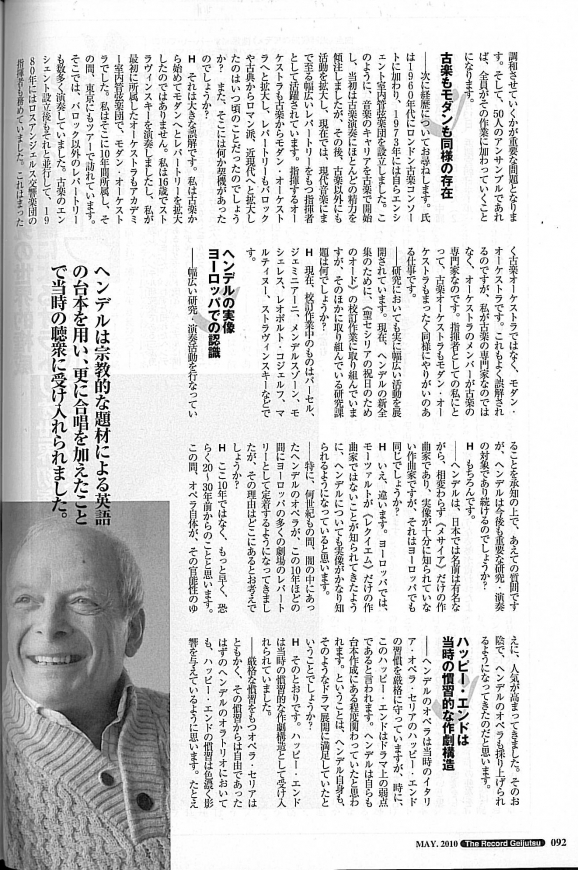 調和させていくかが重要な問題となりま
す。そして、50人のアンサンブルであれ
ば、全員がその作業に加わっていくこと
になります。
古楽もモダンも同様の存在
──次に経歴についてお尋ねします。氏
は1960年代にロンドン古楽コンソー
トに加わり、1973年には自らエンシ
ェント室内管弦楽団を設立しました。こ
のように、音楽のキャリアを古楽で開始
し、当初は古楽演奏にほとんどの精力を
傾注しましたが、その後、古楽以外にも
活動を拡大し、現在では、現代音楽にま
で至る幅広いレパートリーをもつ指揮者
として活躍されています。指揮するオー
ケストラも古楽からモダン・オーケスト
ラへと拡大し、レパートリーもバロック
や古典からロマン派、近現代へと拡大し
たのはいつ頃のことだったのでしょう
か？また、そこには何か契機があった
のでしょうか？
H　それは大きな誤解です。私は古楽か
ら始めてモダンへとレパートリーを拡大
したのではありません。私は16歳でスト
ラヴィンスキーを演奏しましたし、私が
最初に所属したオーケストラもアカデミ
ー室内管弦楽団で、モダン・オーケスト
ラでした。私はそこに10年間所属し、そ
の間、東京にもツアーで訪れています。
そこでは、バロック以外のレパートリー
も数多く演奏していました。古楽のエン
シェント設立後もそれと並行して、19
80年にはロスアンジェルス交響楽団の
指揮者も務めていました。これはまった
く古楽オーケストラではなく、モダン・
オーケストラです。これもよく誤解され
るのですが、私が古楽の専門家なのでは
なく、オーケストラのメンバーが古楽の
専門家なのです。指揮者としての私にと
って、古楽オーケストラもモダン・オー
ケストラもまったく同様にやりがいのあ
る仕事です。
──研究においても実に幅広い活動を展
開されています。現在、ヘンデルの新全
集のために、《聖セシリアの祝日のため
のオード》の校訂作業に取り組んでいま
すが、そのほかに取り組んでいる研究課
題は何でしょうか？
H　現在、校訂作業中のものはパーセル、
ジェミニアーニ、メンデルスゾーン、モ
シェレス、レオポルト・コジェルフ、マ
ルティヌー、ストラヴィンスキーなどで
す。
ヘンデルの実像
ヨーロッパでの認識
──幅広い研究・演奏活動を行なってい
ヘンデルは宗教的な題材による英語
の台本を用い、更に合唱を加えたこと
で当時の聴衆に受け入れられました。
ることを承知の上で、あえての質問です
が、ヘンデルは今後も重要な研究・演奏
の対象であり続けるのでしょうか？
H　もちろんです。
──ヘンデルは、日本では名前は有名な
がら、相変わらず《メサイア》だけの作
曲家であり、実像が十分に知られていな
い作曲家ですが、それはヨーロッパでも
同じでしょうか？
H　いえ、違います。ヨーロッパでは、
モーツァルトが《レクイエム》だけの作
曲家ではないことが知られてきたよう
に、ヘンデルについても実像がかなり知
られるようになっていると思います。
──特に、何世紀もの間、闇の中にあっ
たヘンデルのオペラが、この10年ほどの
間にヨーロッパの多くの劇場のレパート
リーとして定着するようになってきまし
たが、その理由はどこにあるとお考えで
しょうか？
H　ここ10年ではなく、もっと早く、恐
らく20〜30年前からのことと思います。
この間、オペラ自体が、その官能性のゆ
えに、人気が高まってきました。そのお
陰で、ヘンデルのオペラも採り上げられ
るようになってきたのだと思います。
ハッピー・エンドは
当時の慣習的な作劇構造
──ヘンデルのオペラは当時のイタリ
ア・オペラ・セリアのハッピー・エンド
の習慣を厳格に守っていますが、時に、
このハッピー・エンドはドラマ上の弱点
であると言われます。ヘンデルは自らも
台本作成にある程度関わっていたと思わ
れます。ということは、ヘンデル自身も、
そのようなドラマ展開に満足していたと
いうことでしょうか？
H　そのとおりです。ハッピー・エンド
は当時の慣習的な作劇構造として受け入
れられていました。
──厳格な慣習をもつオペラ・セリアは
ともかく、その慣習からは自由であった
はずのヘンデルのオラトリオにおいて
も、ハッピー・エンドの慣習は色濃く影
響を与えているように思います。たとえ
MAY. 2010 The Record Geijutsu 092